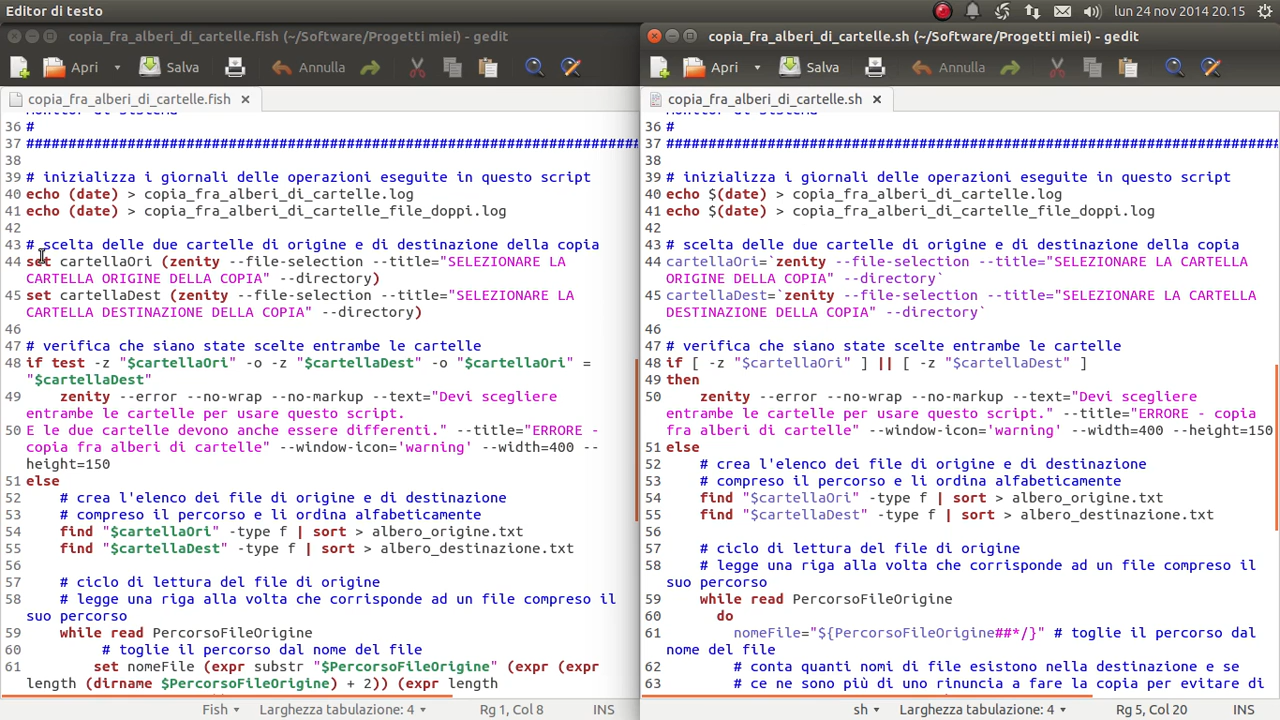 Editor di testo
lun 24 nov 2014 20.15
copia_fra_alberi_di_cartelle.fish (~/Software/Progetti miei) - gedit
Apri
Salva
Annulla
copia_fra_alberi_di_cartelle.fish
36 #
37 #########################################################################
38
39 # inizializza i giornali delle operazioni eseguite in questo script
40 echo (date) > copia_fra_alberi_di_cartelle.log
41 echo (date) > copia_fra_alberi_di_cartelle_file_doppi.log
42
43 # scelta delle due cartelle di origine e di destinazione della copia
44 set cartellaOri (zenity --file-selection --title="SELEZIONARE LA
CARTELLA ORIGINE DELLA COPIA" --directory)
45 set cartellaDest (zenity --file-selection --title="SELEZIONARE LA
CARTELLA DESTINAZIONE DELLA COPIA" --directory)
46
47 # verifica che siano state scelte entrambe le cartelle
48 if test -z "$cartellaOri" -o -z "$cartellaDest" -o "$cartellaOri" =
"$cartellaDest"
49 zenity --error --no-wrap --no-markup --text="Devi scegliere
entrambe le cartelle per usare questo script.
50 E le due cartelle devono anche essere differenti." --title="ERRORE -
copia fra alberi di cartelle" --window-icon='warning' --width=400 --
height=150
51 else
52 # crea l'elenco dei file di origine e di destinazione
53 # compreso il percorso e li ordina alfabeticamente
54 find "$cartellaOri" -type f | sort > albero_origine.txt
55 find "$cartellaDest" -type f | sort > albero_destinazione.txt
56
57 # ciclo di lettura del file di origine
58 # legge una riga alla volta che corrisponde ad un file compreso il
suo percorso
59 while read PercorsoFileOrigine
60 # toglie il percorso dal nome del file
61 set nomeFile (expr substr "$PercorsoFileOrigine" (expr (expr
length (dirname $PercorsoFileOrigine) + 2)) (expr length
Fish Larghezza tabulazione: 4 Rg 1, Col 8 INS
copia_fra_alberi_di_cartelle.sh (~/Software/Progetti miei) - gedit
Apri
Salva
Annulla
copia_fra_alberi_di_cartelle.sh
36 #
37 #########################################################################
38
39 # inizializza i giornali delle operazioni eseguite in questo script
40 echo $(date) > copia_fra_alberi_di_cartelle.log
41 echo $(date) > copia_fra_alberi_di_cartelle_file_doppi.log
42
43 # scelta delle due cartelle di origine e di destinazione della copia
44 cartellaOri=`zenity --file-selection --title="SELEZIONARE LA CARTELLA
ORIGINE DELLA COPIA" --directory`
45 cartellaDest=`zenity --file-selection --title="SELEZIONARE LA CARTELLA
DESTINAZIONE DELLA COPIA" --directory`
46
47 # verifica che siano state scelte entrambe le cartelle
48 if [ -z "$cartellaOri" ] || [ -z "$cartellaDest" ]
49 then
50 zenity --error --no-wrap --no-markup --text="Devi scegliere
entrambe le cartelle per usare questo script." --title="ERRORE - copia
fra alberi di cartelle" --window-icon='warning' --width=400 --height=150
51 else
52 # crea l'elenco dei file di origine e di destinazione
53 # compreso il percorso e li ordina alfabeticamente
54 find "$cartellaOri" -type f | sort > albero_origine.txt
55 find "$cartellaDest" -type f | sort > albero_destinazione.txt
56
57 # ciclo di lettura del file di origine
58 # legge una riga alla volta che corrisponde ad un file compreso il
suo percorso
59 while read PercorsoFileOrigine
60 do
61 nomeFile="${PercorsoFileOrigine##*/}" # toglie il percorso dal
nome del file
62 # conta quanti nomi di file esistono nella destinazione e se
63 # ce ne sono più di uno rinuncia a fare la copia per evitare di
sh Larghezza tabulazione: 4 Rg 5, Col 20 INS